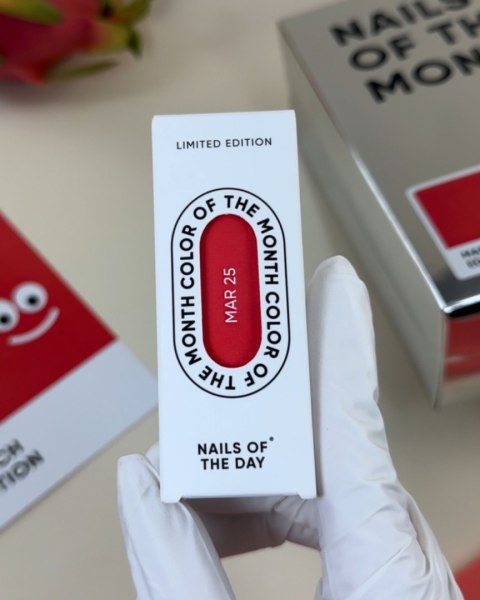 LIMITED EDITION
COLOR OF THE MONTH COLOR OF THE MONTH
MAR 25
NAILS OF
THE DAY
NAILS
OF TH
MON